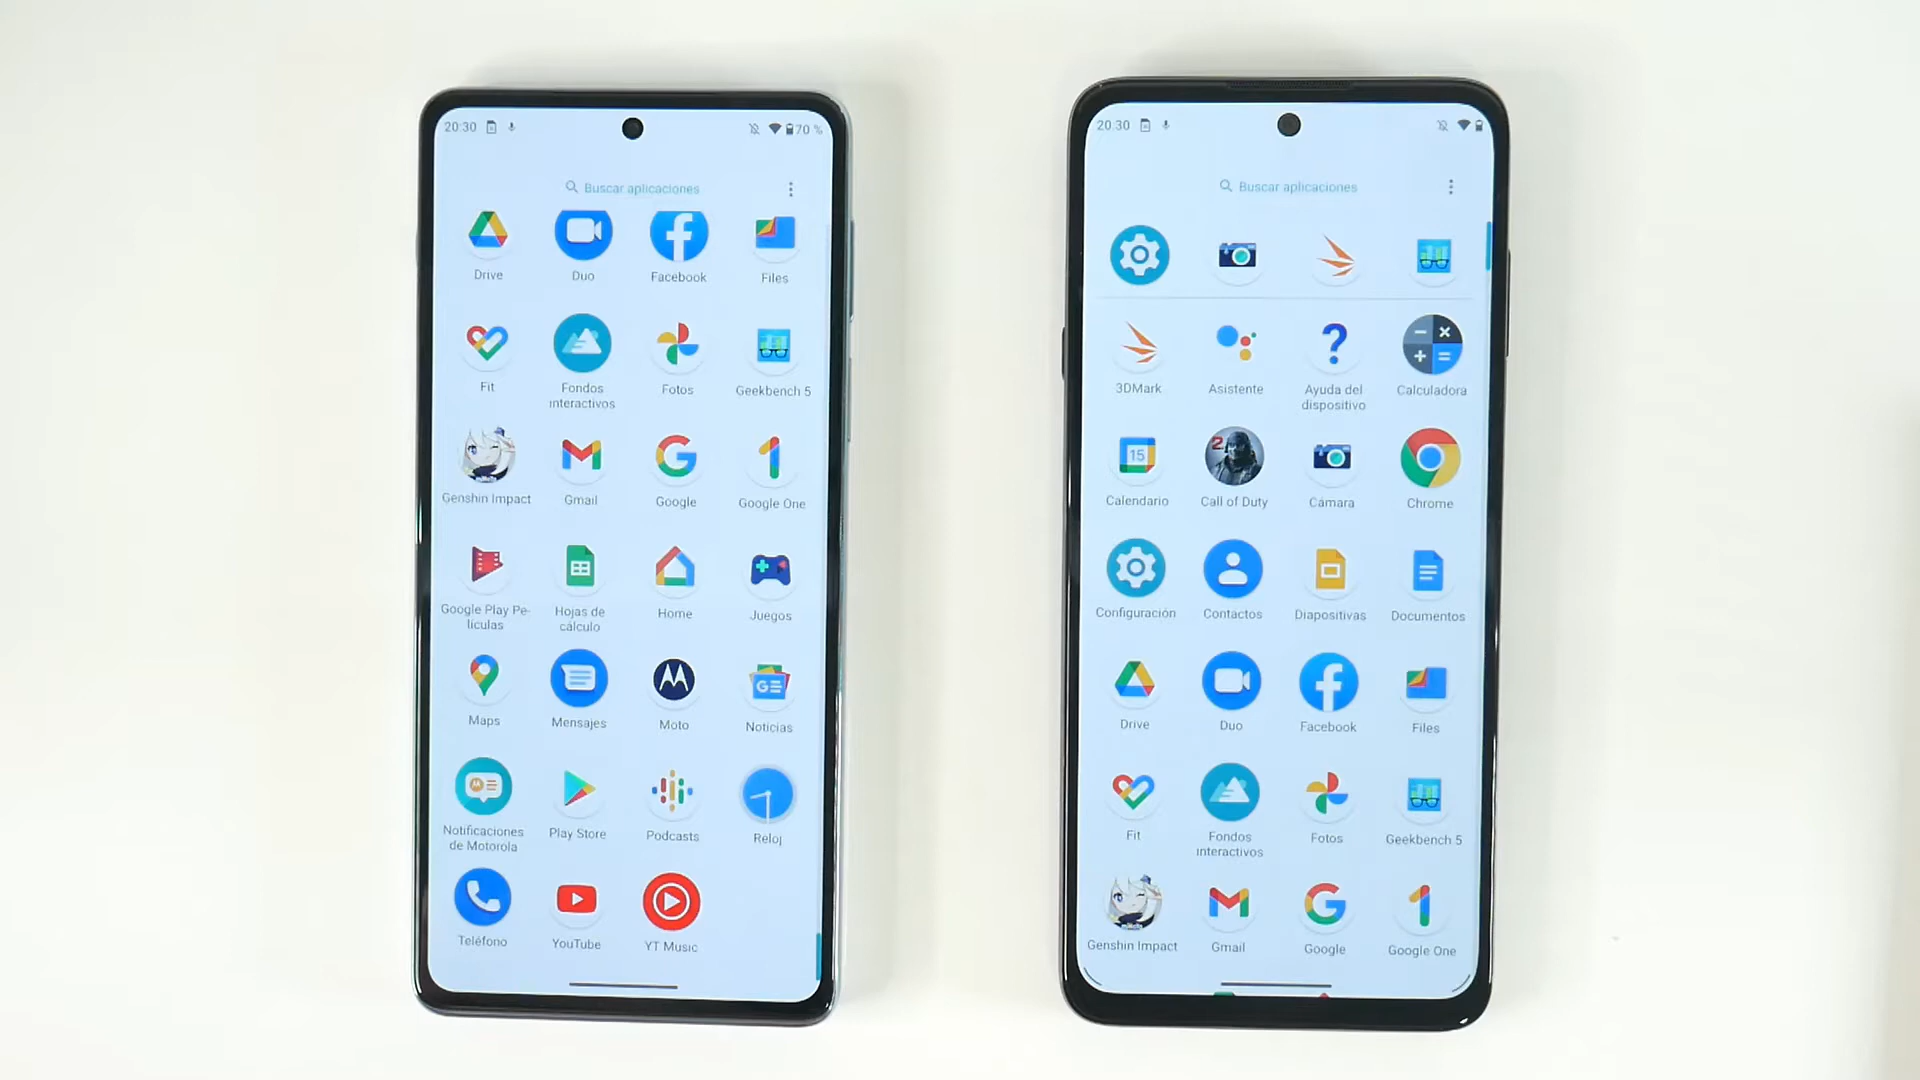 20:30
70 %
Buscar aplicaciones
Drive
Duo
Facebook
Files
Fit
Fondos
interactivos
Fotos
Geekbench 5
Genshin Impact
Gmail
Google
Google One
Google Play Pe-
lículas
Hojas de
cálculo
Home
Juegos
Maps
Mensajes
Moto
Noticias
Notificaciones
de Motorola
Play Store
Podcasts
Reloj
Teléfono
YouTube
YT Music
20:30
Buscar aplicaciones
3DMark
Asistente
Ayuda del
dispositivo
Calculadora
15
Calendario
Call of Duty
Cámara
Chrome
Configuración
Contactos
Diapositivas
Documentos
Drive
Duo
Facebook
Files
Fit
Fondos
interactivos
Fotos
Geekbench 5
Genshin Impact
Gmail
Google
Google One